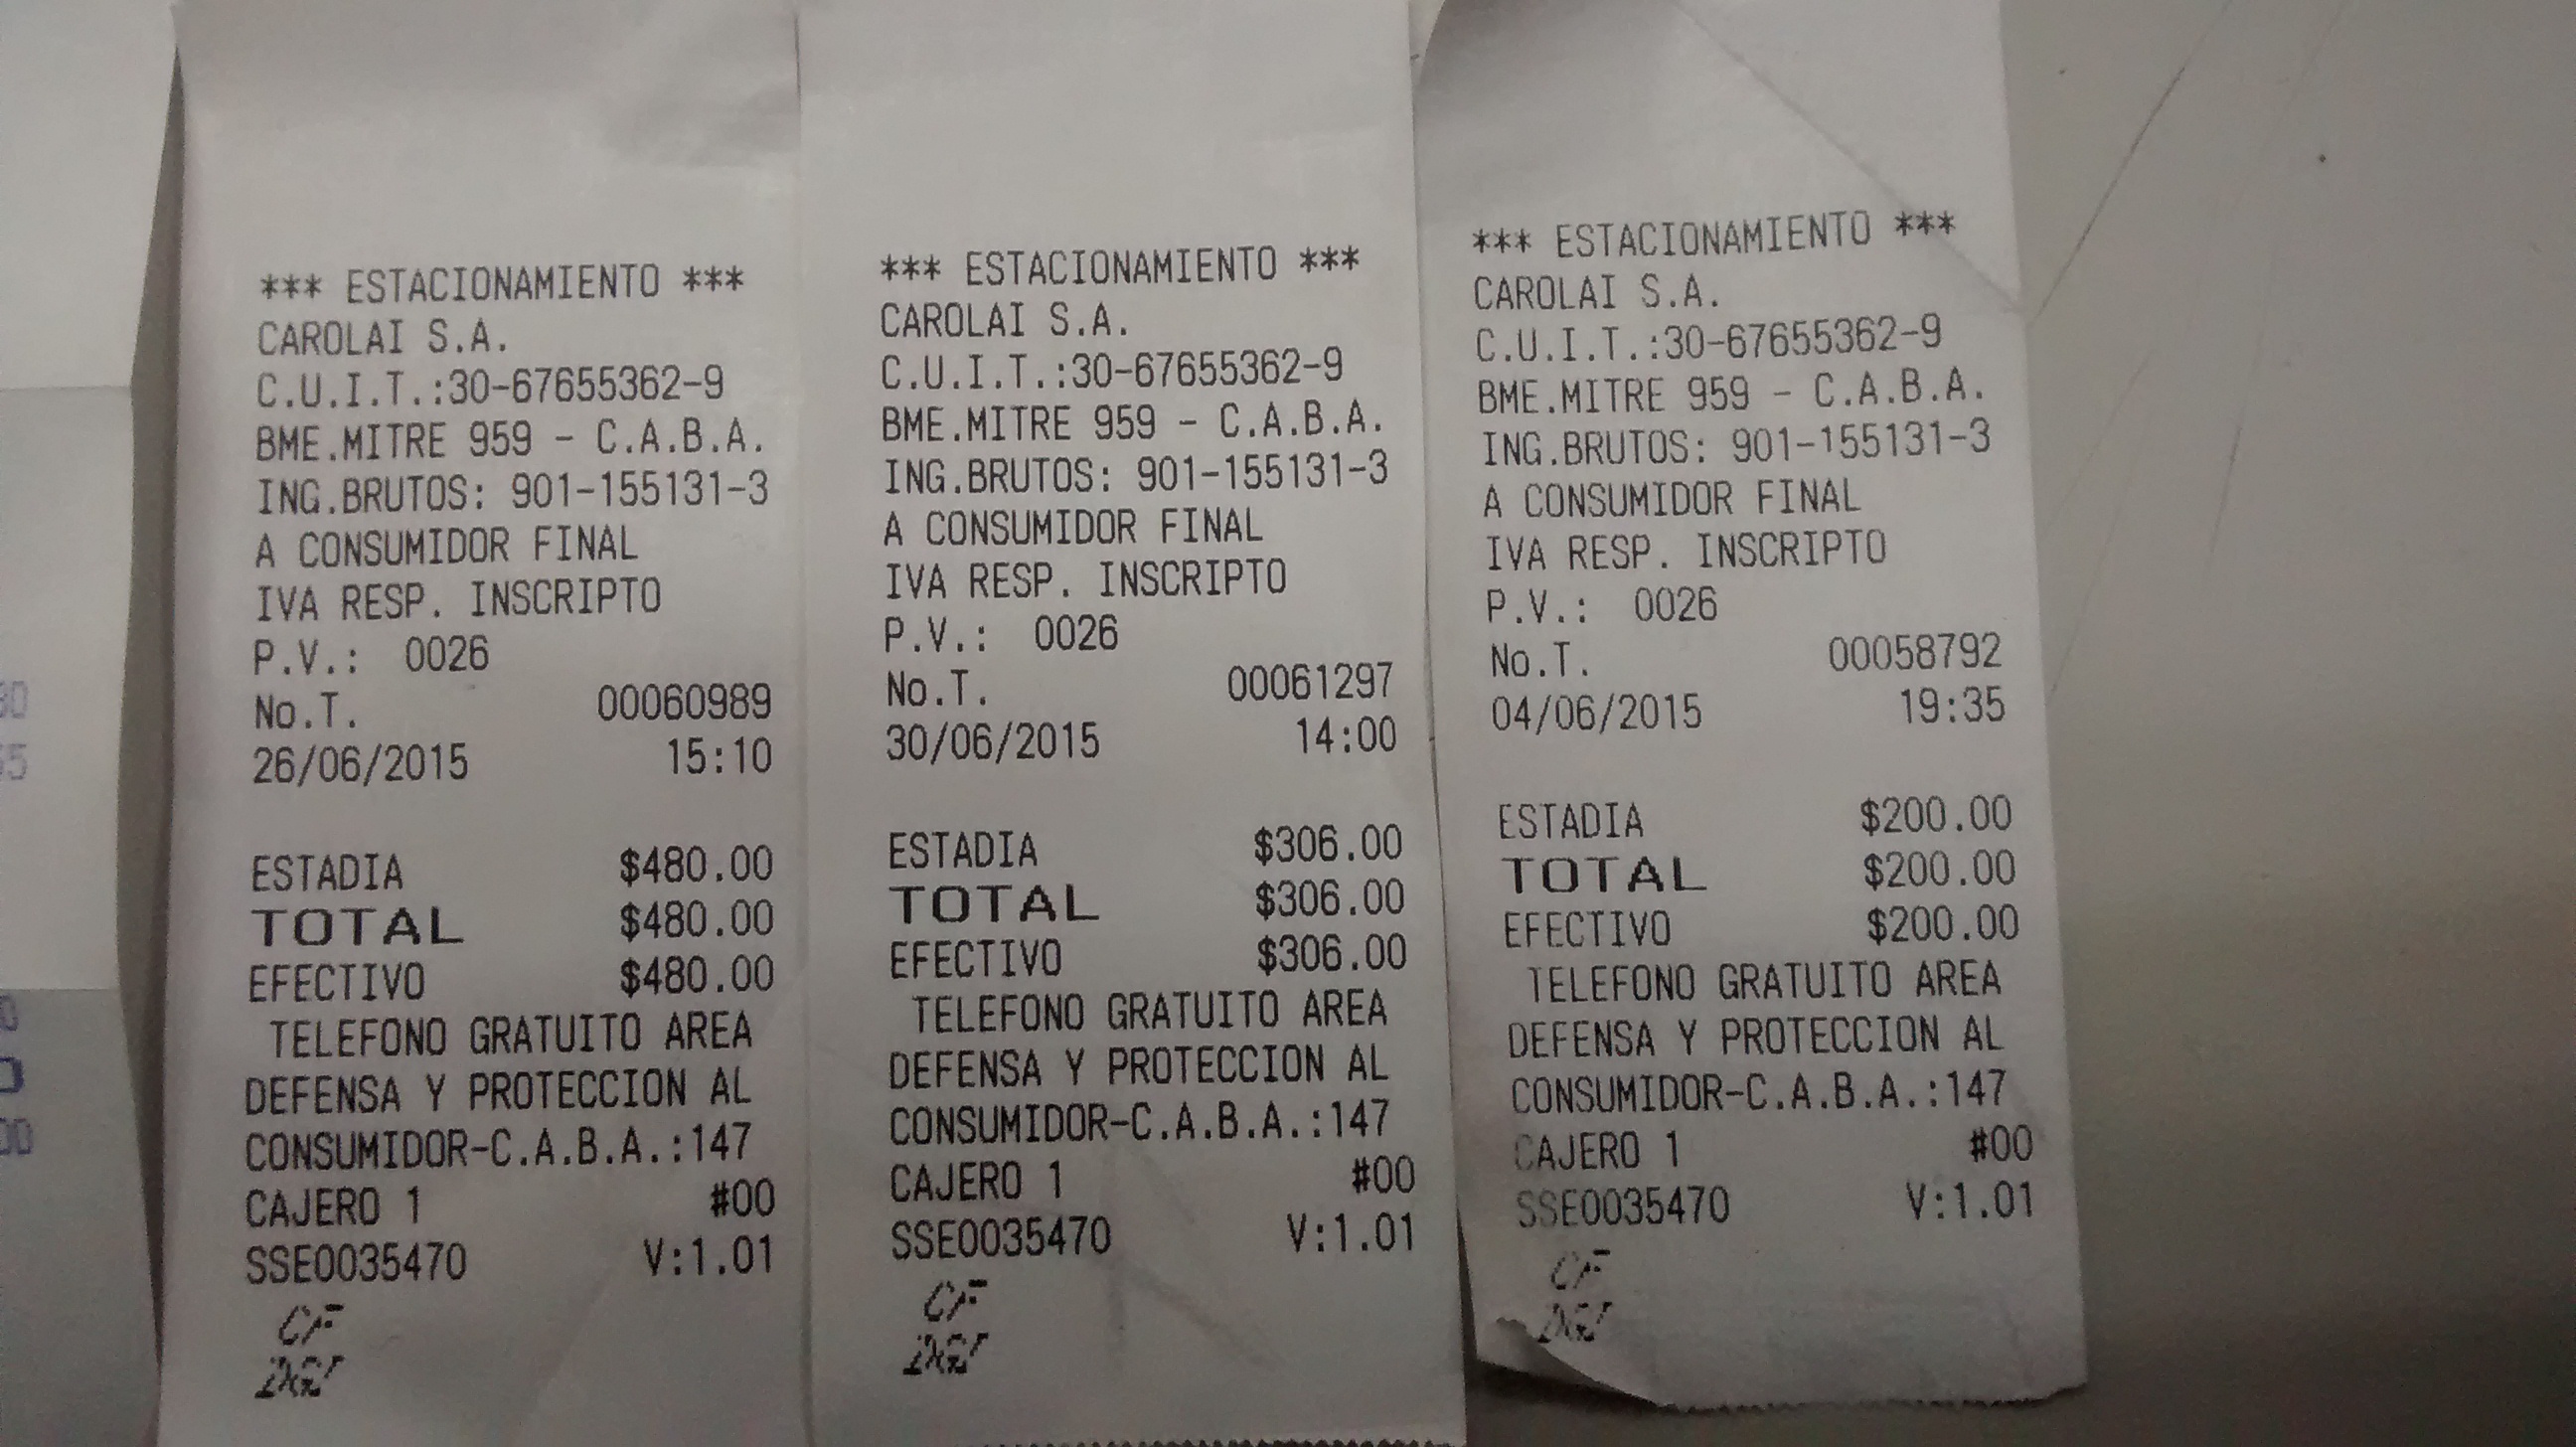 *** ESTACIONAMIENTO ***
CAROLAI S.A.
C.U.I.T.:30-67655362-9
BME.MITRE 959 - C.A.B.A.
ING.BRUTOS: 901-155131-3
A CONSUMIDOR FINAL
IVA RESP. INSCRIPTO
P.V.: 0026
No.T. 00060989
26/06/2015 15:10
ESTADIA $480.00
TOTAL $480.00
EFECTIVO $480.00
TELEFONO GRATUITO AREA
DEFENSA Y PROTECCION AL
CONSUMIDOR-C.A.B.A.:147
CAJERO 1 #00
SSE0035470 V:1.01
CF
DGI
*** ESTACIONAMIENTO ***
CAROLAI S.A.
C.U.I.T.:30-67655362-9
BME.MITRE 959 - C.A.B.A.
ING.BRUTOS: 901-155131-3
A CONSUMIDOR FINAL
IVA RESP. INSCRIPTO
P.V.: 0026
No.T. 00061297
30/06/2015 14:00
ESTADIA $306.00
TOTAL $306.00
EFECTIVO $306.00
TELEFONO GRATUITO AREA
DEFENSA Y PROTECCION AL
CONSUMIDOR-C.A.B.A.:147
CAJERO 1 #00
SSE0035470 V:1.01
CF
DGI
*** ESTACIONAMIENTO ***
CAROLAI S.A.
C.U.I.T.:30-67655362-9
BME.MITRE 959 - C.A.B.A.
ING.BRUTOS: 901-155131-3
A CONSUMIDOR FINAL
IVA RESP. INSCRIPTO
P.V.: 0026
No.T. 00058792
04/06/2015 19:35
ESTADIA $200.00
TOTAL $200.00
EFECTIVO $200.00
TELEFONO GRATUITO AREA
DEFENSA Y PROTECCION AL
CONSUMIDOR-C.A.B.A.:147
CAJERO 1 #00
SSE0035470 V:1.01
CF
DGI